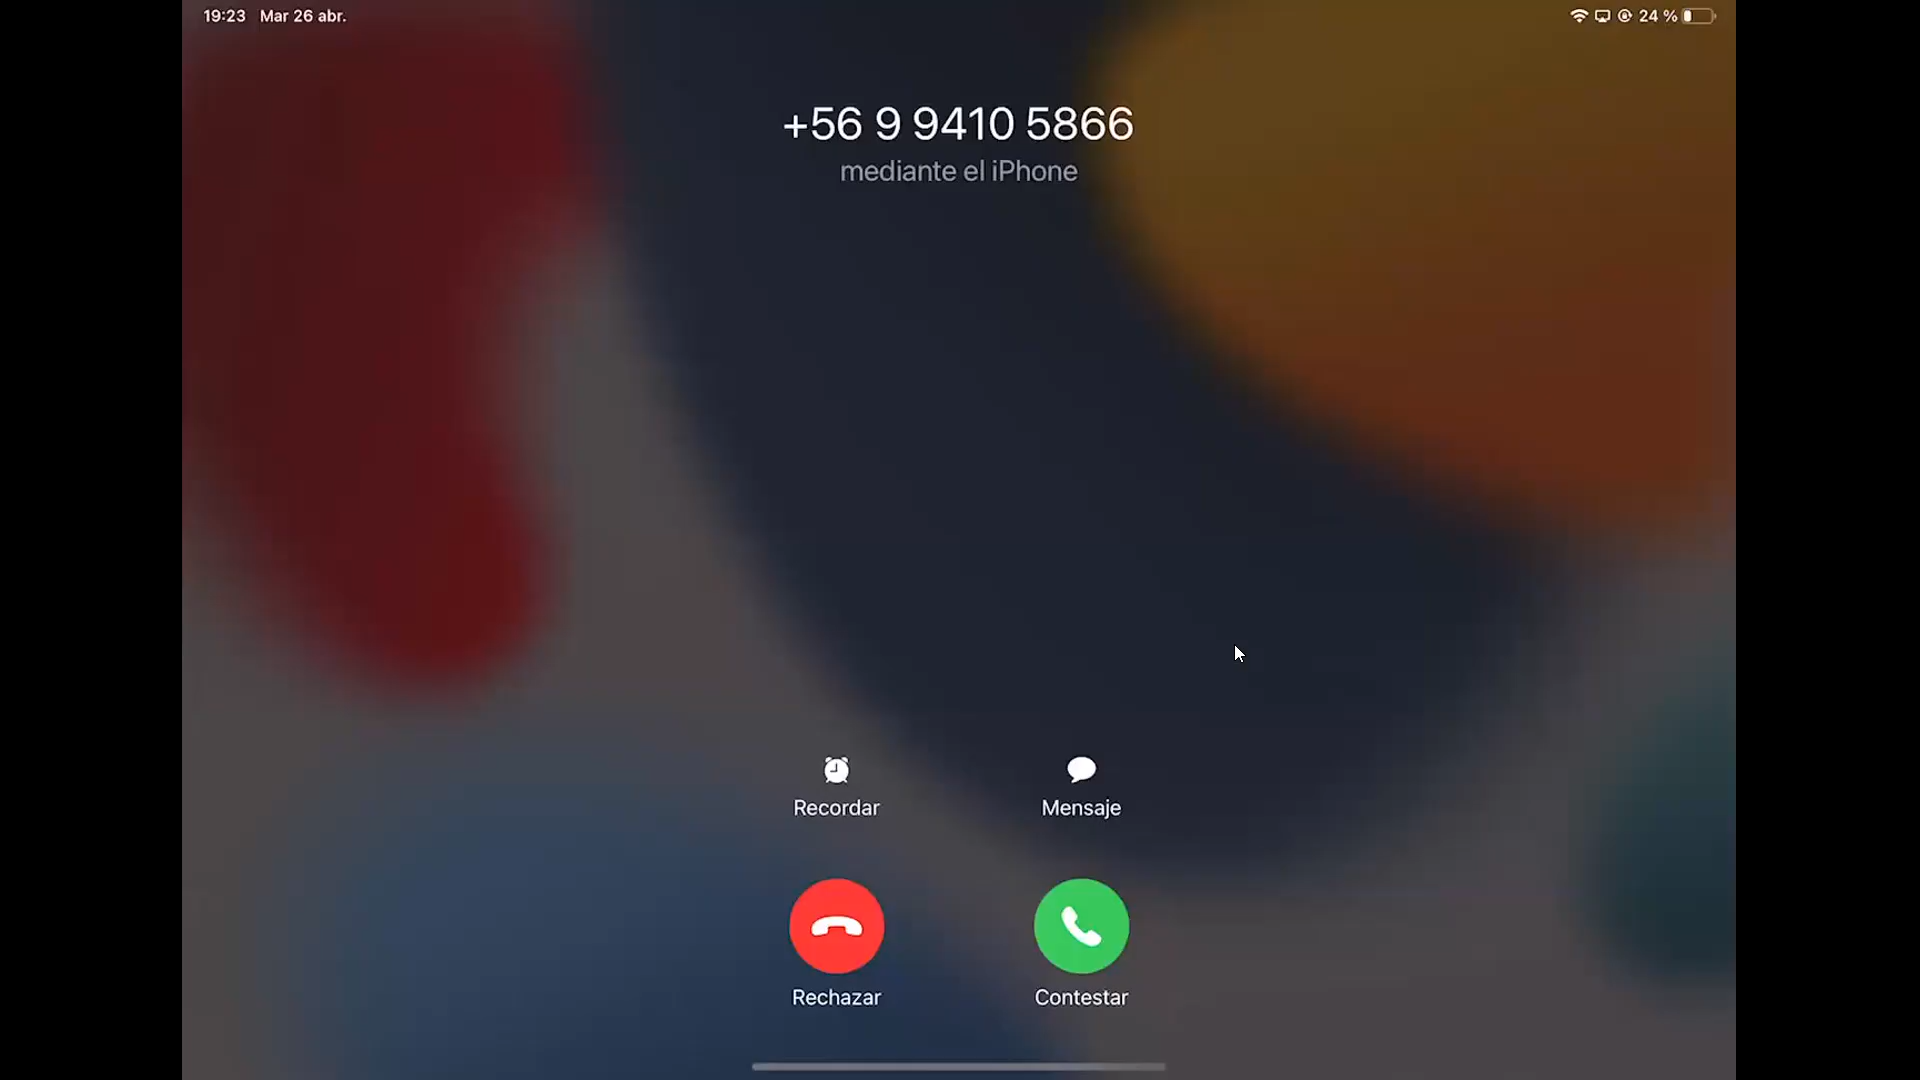 19:23 Mar 26 abr.
24 %
+56 9 9410 5866
mediante el iPhone
Recordar
Mensaje
Rechazar
Contestar